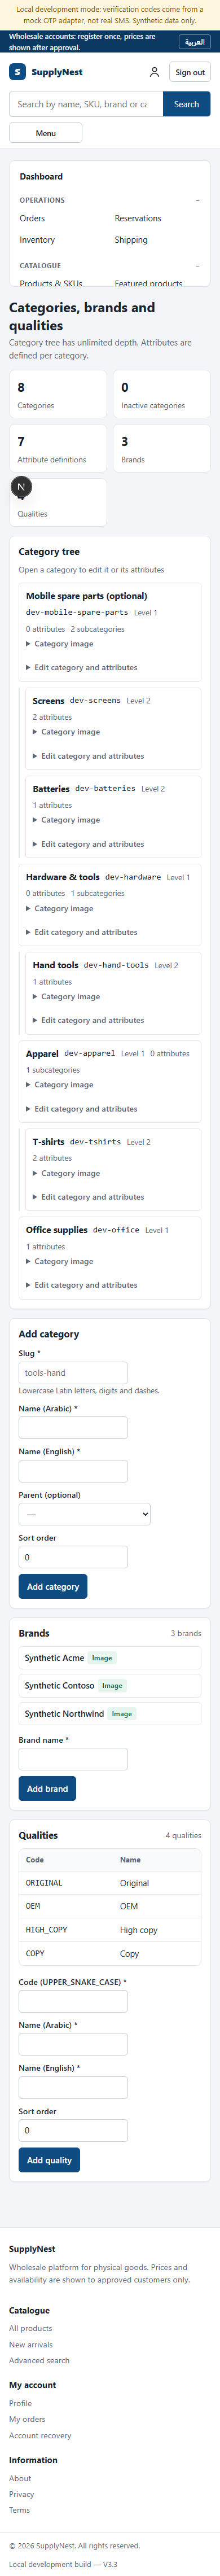 Local development mode: verification codes come from a
mock OTP adapter, not real SMS. Synthetic data only.
Wholesale accounts: register once, prices are
shown after approval.
العربية
S SupplyNest
Sign out
Search by name, SKU, brand or ca
Search
Menu
Dashboard
OPERATIONS −
Orders Reservations
Inventory Shipping
CATALOGUE −
Products & SKUs Featured products
Categories, brands and
qualities
Category tree has unlimited depth. Attributes are
defined per category.
8
Categories
0
Inactive categories
7
Attribute definitions
3
Brands
N
Qualities
Category tree
Open a category to edit it or its attributes
Mobile spare parts (optional)
dev-mobile-spare-parts Level 1
0 attributes 2 subcategories
▶ Category image
▶ Edit category and attributes
Screens dev-screens Level 2
2 attributes
▶ Category image
▶ Edit category and attributes
Batteries dev-batteries Level 2
1 attributes
▶ Category image
▶ Edit category and attributes
Hardware & tools dev-hardware Level 1
0 attributes 1 subcategories
▶ Category image
▶ Edit category and attributes
Hand tools dev-hand-tools Level 2
1 attributes
▶ Category image
▶ Edit category and attributes
Apparel dev-apparel Level 1 0 attributes
1 subcategories
▶ Category image
▶ Edit category and attributes
T-shirts dev-tshirts Level 2
2 attributes
▶ Category image
▶ Edit category and attributes
Office supplies dev-office Level 1
1 attributes
▶ Category image
▶ Edit category and attributes
Add category
Slug *
tools-hand
Lowercase Latin letters, digits and dashes.
Name (Arabic) *
Name (English) *
Parent (optional)
—
Sort order
0
Add category
Brands 3 brands
Synthetic Acme Image
Synthetic Contoso Image
Synthetic Northwind Image
Brand name *
Add brand
Qualities 4 qualities
Code Name
ORIGINAL Original
OEM OEM
HIGH_COPY High copy
COPY Copy
Code (UPPER_SNAKE_CASE) *
Name (Arabic) *
Name (English) *
Sort order
0
Add quality
SupplyNest
Wholesale platform for physical goods. Prices and
availability are shown to approved customers only.
Catalogue
All products
New arrivals
Advanced search
My account
Profile
My orders
Account recovery
Information
About
Privacy
Terms
© 2026 SupplyNest. All rights reserved.
Local development build — V3.3